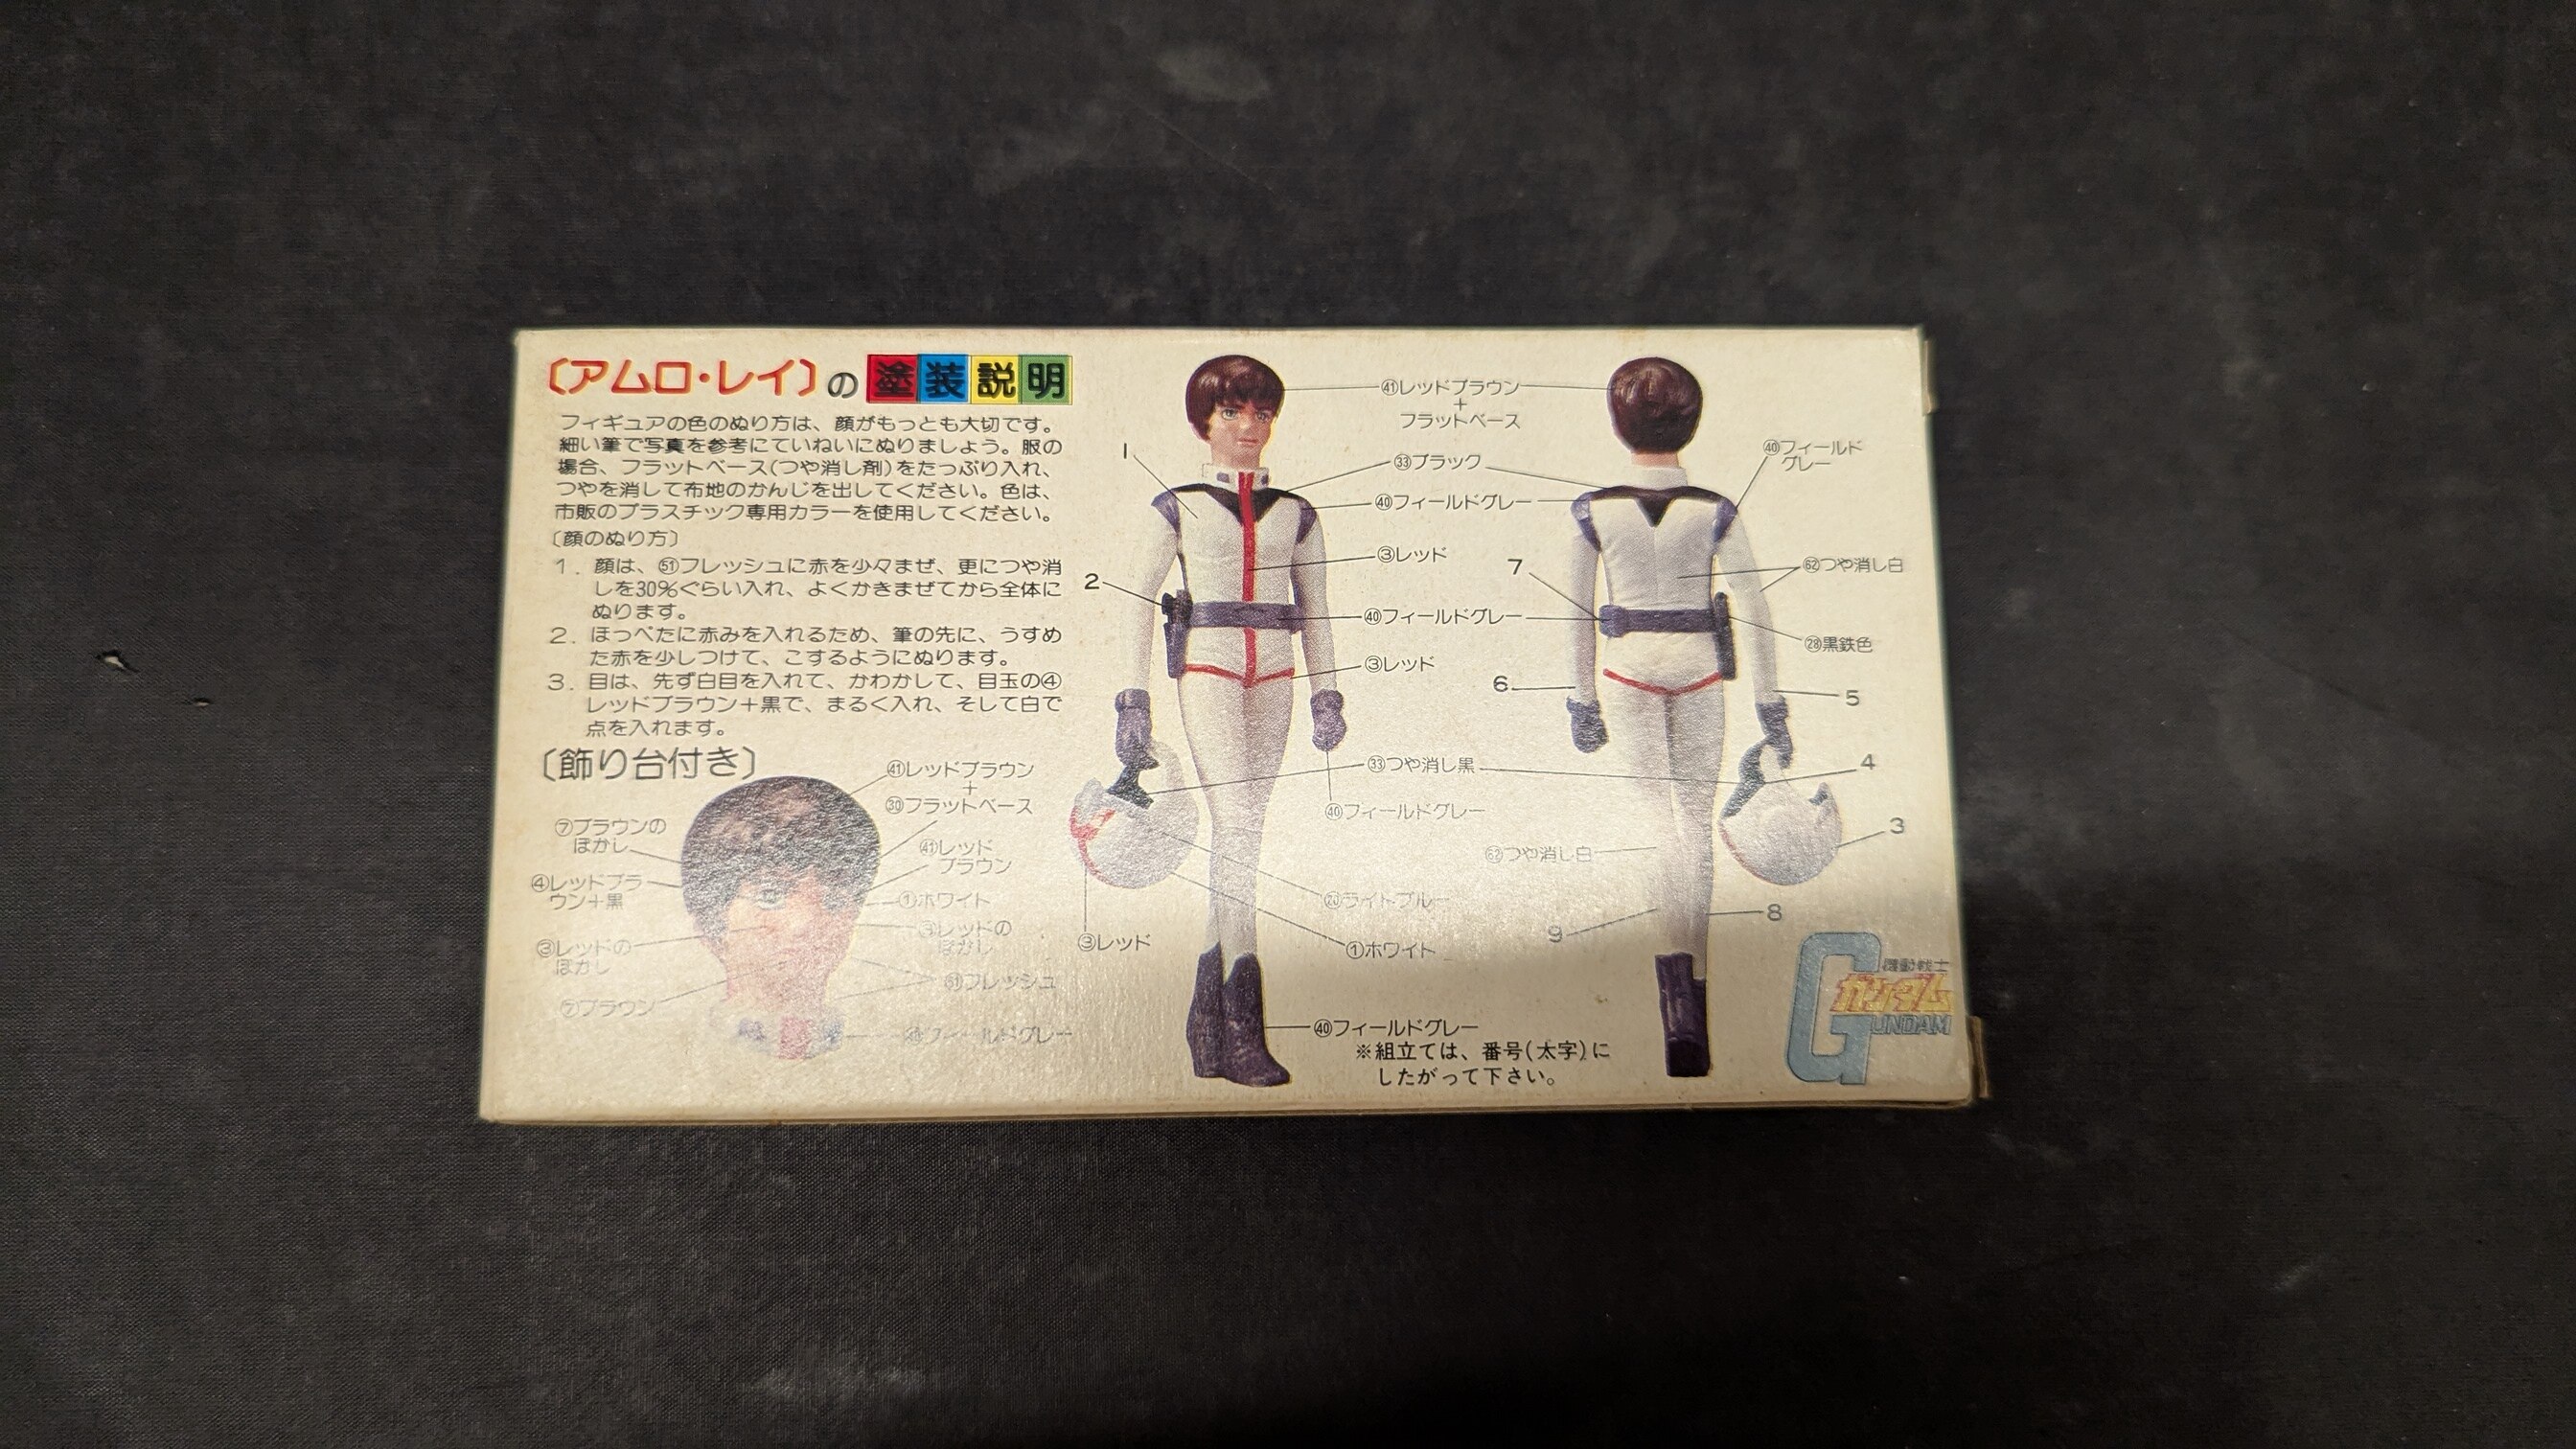 〔アムロ・レイ〕の塗装説明
フィギュアの色のぬり方は、顔がもっとも大切です。
細い筆で写真を参考にていねいにぬりましょう。服の
場合、フラットベース(つや消し剤)をたっぷり入れ、
つやを消して布地のかんじを出してください。色は、
市販のプラスチック専用カラーを使用してください。
〔顔のぬり方〕
1. 顔は、㊿フレッシュに赤を少々まぜ、更につや消
しを30%ぐらい入れ、よくかきまぜてから全体に
ぬります。
2. ほっぺたに赤みを入れるため、筆の先に、うすめ
た赤を少しつけて、こするようにぬります。
3. 目は、先ず白目を入れて、かわかして、目玉の④
レッドブラウン+黒で、まるく入れ、そして白で
点を入れます。
〔飾り台付き〕
㊶レッドブラウン
+
㉚フラットベース
⑦ブラウンの
ぼかし
㊶レッド
ブラウン
④レッドブラ
ウン+黒
①ホワイト
③レッドの
ぼかし
③レッドの
ぼかし
フレッシュ
⑦ブラウン
フィールドグレー
㊶レッドブラウン
+
フラットベース
1
㉝ブラック
㊵フィールドグレー
③レッド
2
㊵フィールドグレー
③レッド
㉝つや消し黒
㊵フィールドグレー
ライトブルー
③レッド
①ホワイト
㊵フィールドグレー
※組立ては、番号(太字)に
したがって下さい。
㊵フィールド
グレー
7
つや消し白
㉘黒鉄色
6
5
4
3
つや消し白
8
9
機動戦士
ガンダム
GUNDAM